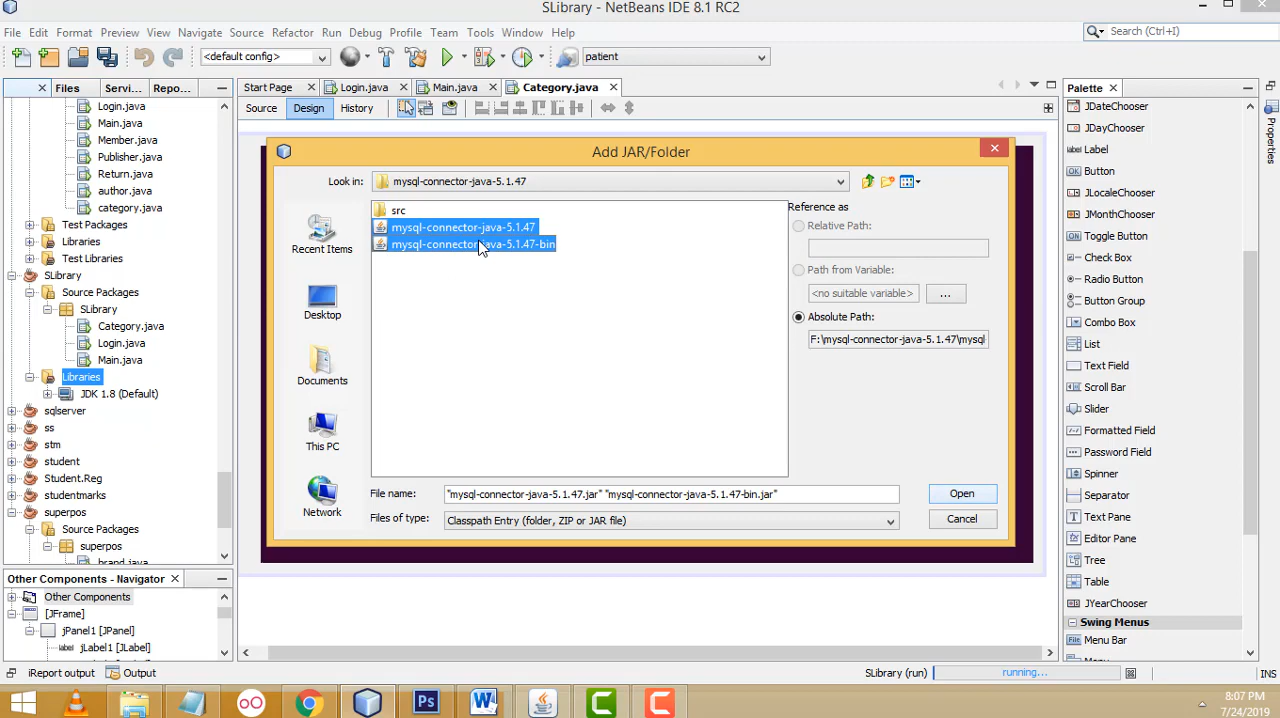 SLibrary - NetBeans IDE 8.1 RC2
File Edit Format Preview View Navigate Source Refactor Run Debug Profile Team Tools Window Help
Search (Ctrl+I)
<default config>
patient
Files
Servi...
Repo...
Start Page
Login.java
Main.java
Category.java
Source
Design
History
Login.java
Main.java
Member.java
Publisher.java
Return.java
author.java
category.java
Test Packages
Libraries
Test Libraries
SLibrary
Source Packages
SLibrary
Category.java
Login.java
Main.java
Libraries
JDK 1.8 (Default)
sqlserver
ss
stm
student
Student.Reg
studentmarks
superpos
Source Packages
superpos
brand.java
Other Components - Navigator
Other Components
[JFrame]
jPanel1 [JPanel]
jLabel1 [JLabel]
Add JAR/Folder
Look in:
mysql-connector-java-5.1.47
Recent Items
Desktop
Documents
This PC
Network
src
mysql-connector-java-5.1.47
mysql-connector-java-5.1.47-bin
Reference as
Relative Path:
Path from Variable:
<no suitable variable>
...
Absolute Path:
F:\mysql-connector-java-5.1.47\mysql
File name:
"mysql-connector-java-5.1.47.jar" "mysql-connector-java-5.1.47-bin.jar"
Open
Files of type:
Classpath Entry (folder, ZIP or JAR file)
Cancel
Palette
JDateChooser
JDayChooser
Label
Button
JLocaleChooser
JMonthChooser
Toggle Button
Check Box
Radio Button
Button Group
Combo Box
List
Text Field
Scroll Bar
Slider
Formatted Field
Password Field
Spinner
Separator
Text Pane
Editor Pane
Tree
Table
JYearChooser
Swing Menus
Menu Bar
Properties
iReport output
Output
SLibrary (run)
running...
INS
Ps
W
8:07 PM
7/24/2019